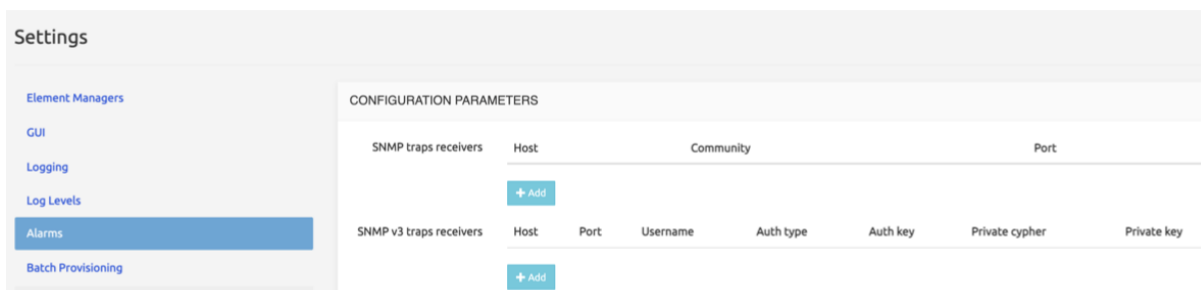 Settings
Element Managers
GUI
Logging
Log Levels
Alarms
Batch Provisioning
CONFIGURATION PARAMETERS
SNMP traps receivers Host Community Port
+ Add
SNMP v3 traps receivers Host Port Username Auth type Auth key Private cypher Private key
+ Add